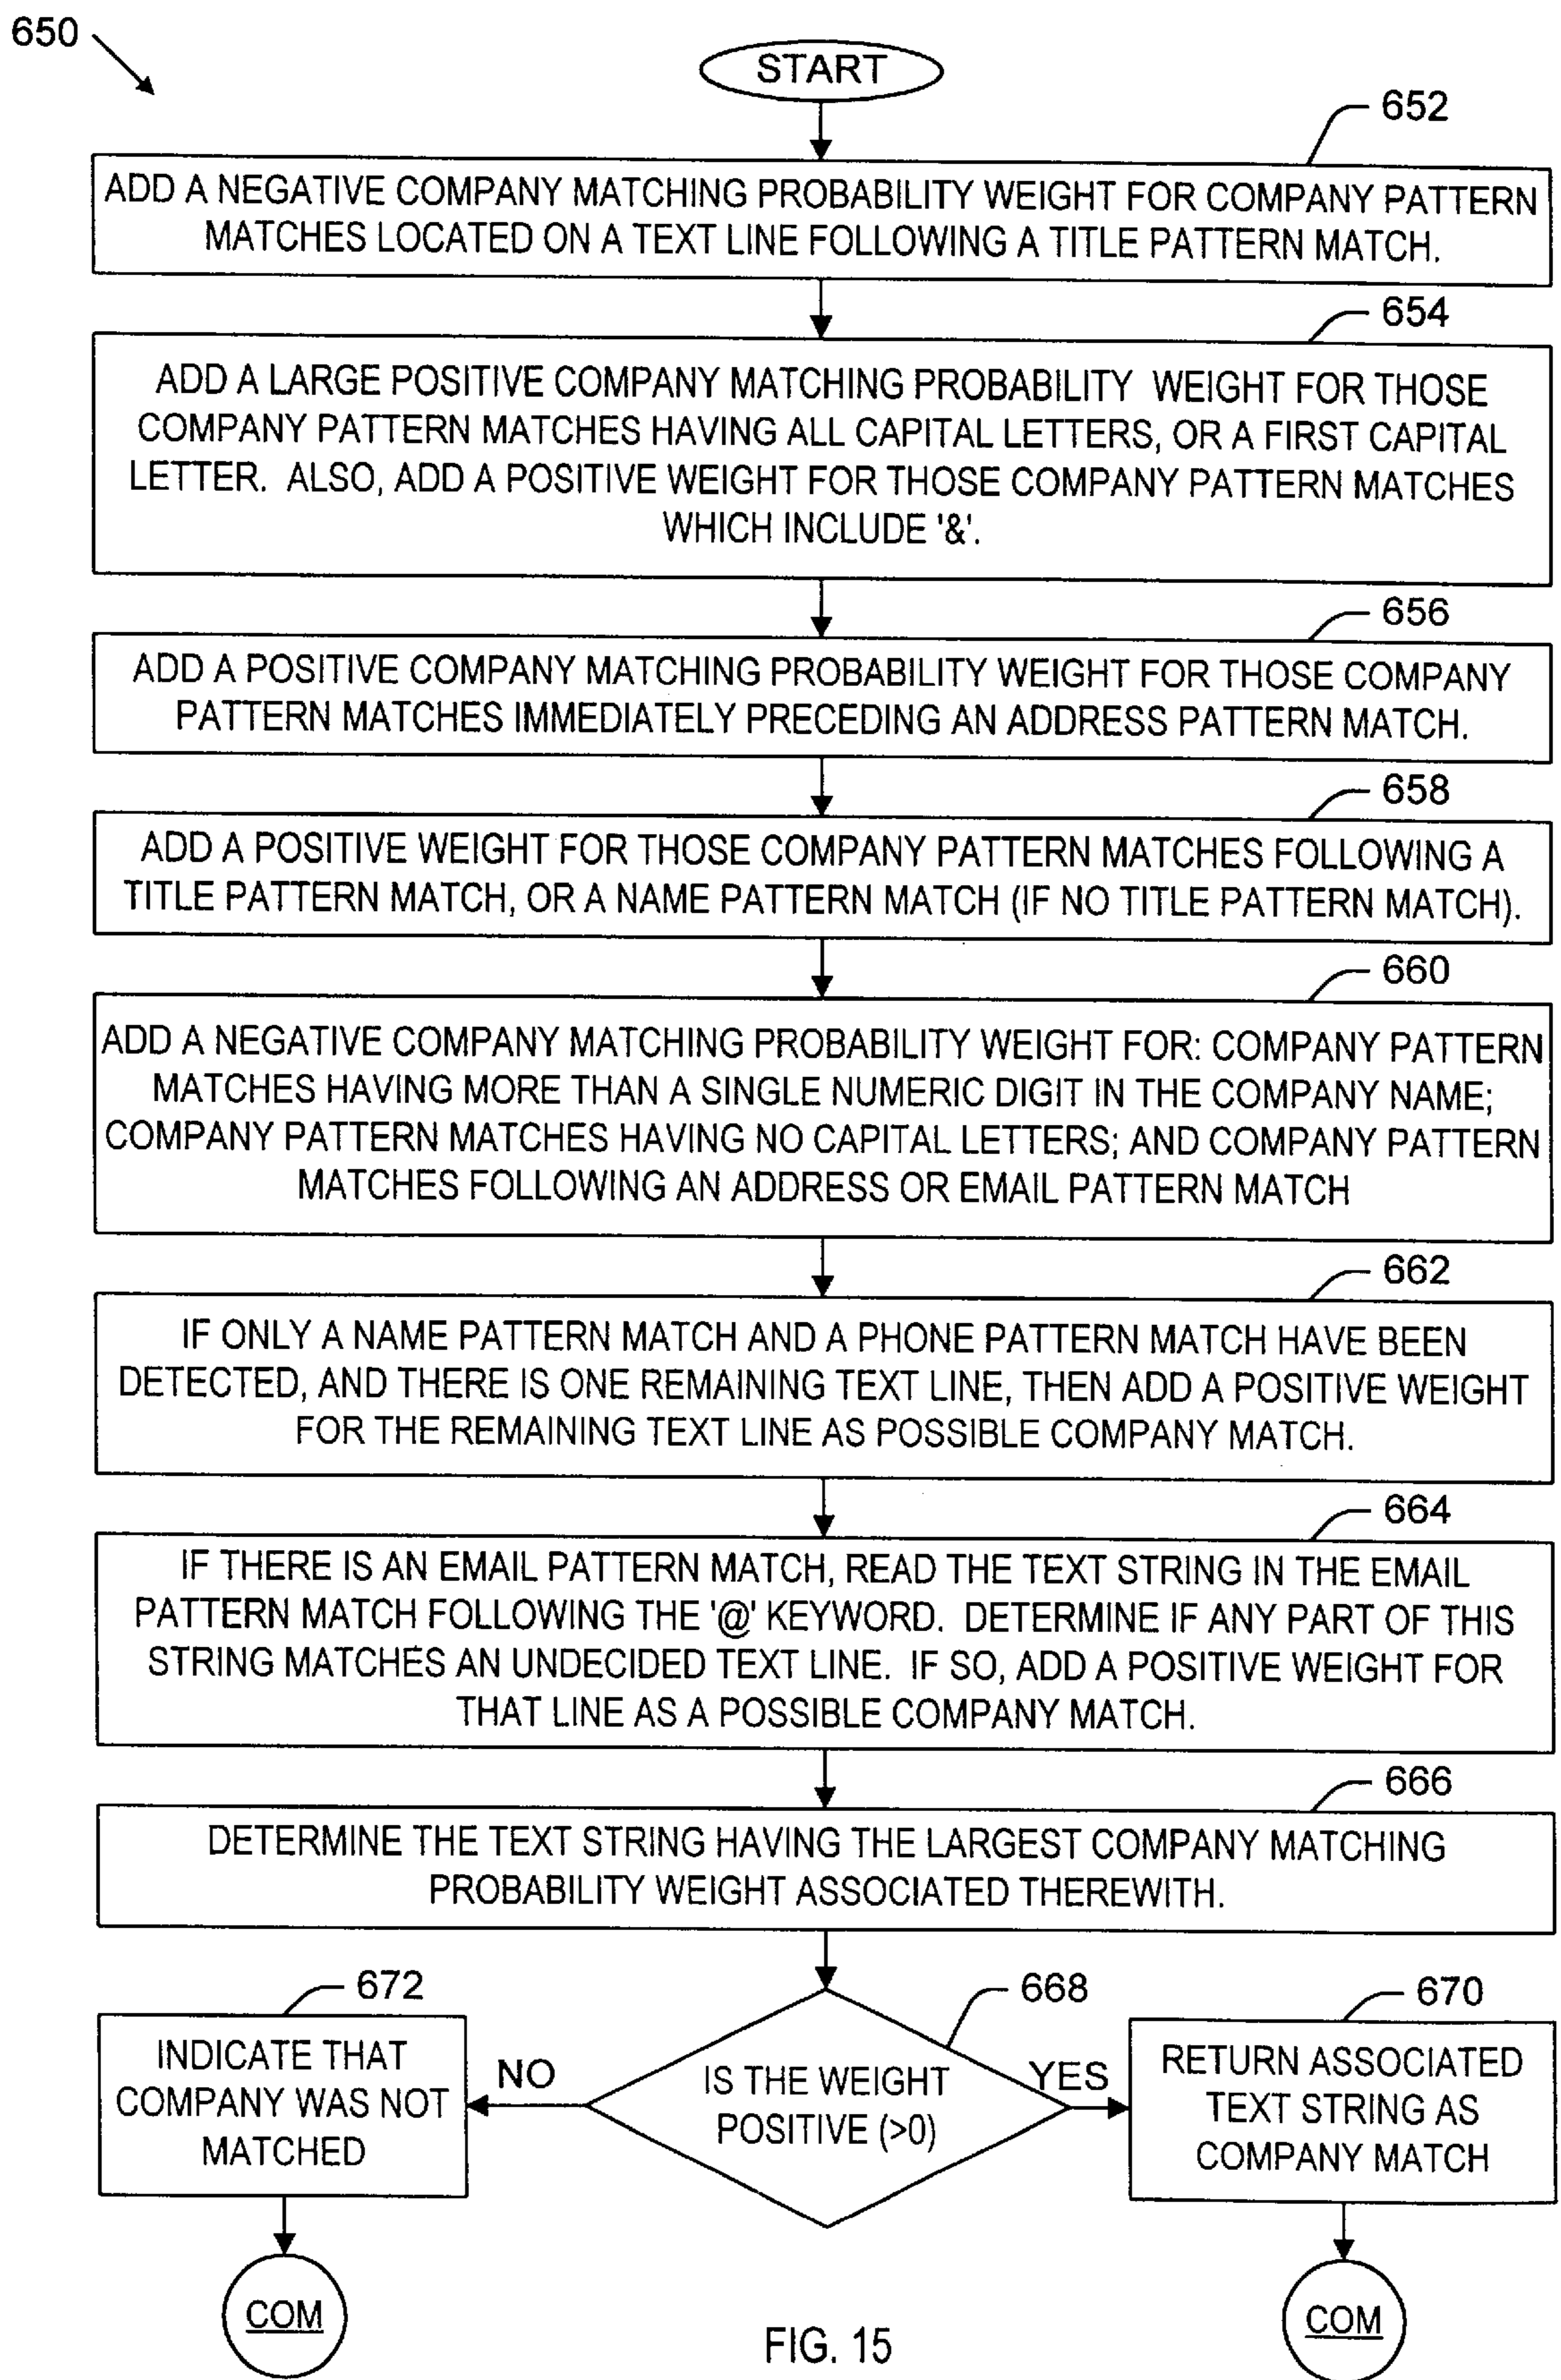 650
START
652
ADD A NEGATIVE COMPANY MATCHING PROBABILITY WEIGHT FOR COMPANY PATTERN
MATCHES LOCATED ON A TEXT LINE FOLLOWING A TITLE PATTERN MATCH.
654
ADD A LARGE POSITIVE COMPANY MATCHING PROBABILITY WEIGHT FOR THOSE
COMPANY PATTERN MATCHES HAVING ALL CAPITAL LETTERS, OR A FIRST CAPITAL
LETTER. ALSO, ADD A POSITIVE WEIGHT FOR THOSE COMPANY PATTERN MATCHES
WHICH INCLUDE '&'.
656
ADD A POSITIVE COMPANY MATCHING PROBABILITY WEIGHT FOR THOSE COMPANY
PATTERN MATCHES IMMEDIATELY PRECEDING AN ADDRESS PATTERN MATCH.
658
ADD A POSITIVE WEIGHT FOR THOSE COMPANY PATTERN MATCHES FOLLOWING A
TITLE PATTERN MATCH, OR A NAME PATTERN MATCH (IF NO TITLE PATTERN MATCH).
660
ADD A NEGATIVE COMPANY MATCHING PROBABILITY WEIGHT FOR: COMPANY PATTERN
MATCHES HAVING MORE THAN A SINGLE NUMERIC DIGIT IN THE COMPANY NAME;
COMPANY PATTERN MATCHES HAVING NO CAPITAL LETTERS; AND COMPANY PATTERN
MATCHES FOLLOWING AN ADDRESS OR EMAIL PATTERN MATCH
662
IF ONLY A NAME PATTERN MATCH AND A PHONE PATTERN MATCH HAVE BEEN
DETECTED, AND THERE IS ONE REMAINING TEXT LINE, THEN ADD A POSITIVE WEIGHT
FOR THE REMAINING TEXT LINE AS POSSIBLE COMPANY MATCH.
664
IF THERE IS AN EMAIL PATTERN MATCH, READ THE TEXT STRING IN THE EMAIL
PATTERN MATCH FOLLOWING THE '@' KEYWORD. DETERMINE IF ANY PART OF THIS
STRING MATCHES AN UNDECIDED TEXT LINE. IF SO, ADD A POSITIVE WEIGHT FOR
THAT LINE AS A POSSIBLE COMPANY MATCH.
666
DETERMINE THE TEXT STRING HAVING THE LARGEST COMPANY MATCHING
PROBABILITY WEIGHT ASSOCIATED THEREWITH.
672
INDICATE THAT
COMPANY WAS NOT
MATCHED
NO
668
IS THE WEIGHT
POSITIVE (>0)
YES
670
RETURN ASSOCIATED
TEXT STRING AS
COMPANY MATCH
COM
COM
FIG. 15